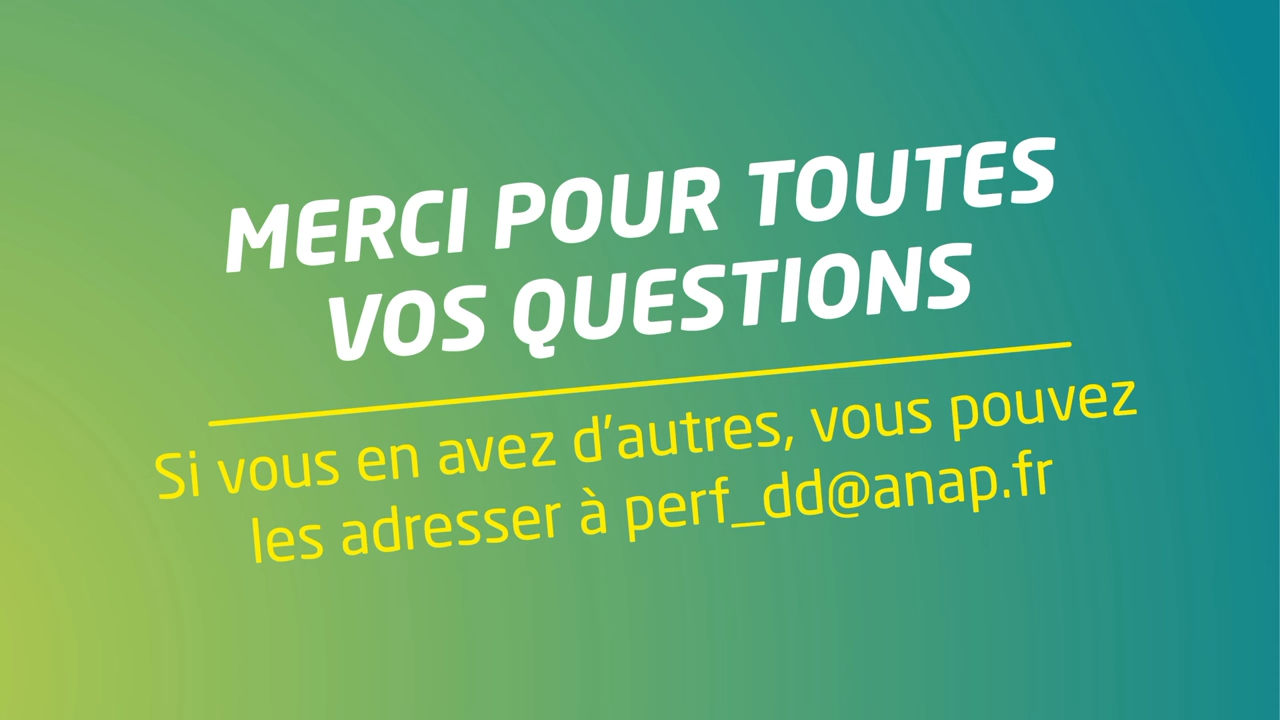 MERCI POUR TOUTES
VOS QUESTIONS
Si vous en avez d’autres, vous pouvez
les adresser à perf_dd@anap.fr